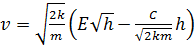 v = √(2k/m) (E√h − C/√(2km) h)